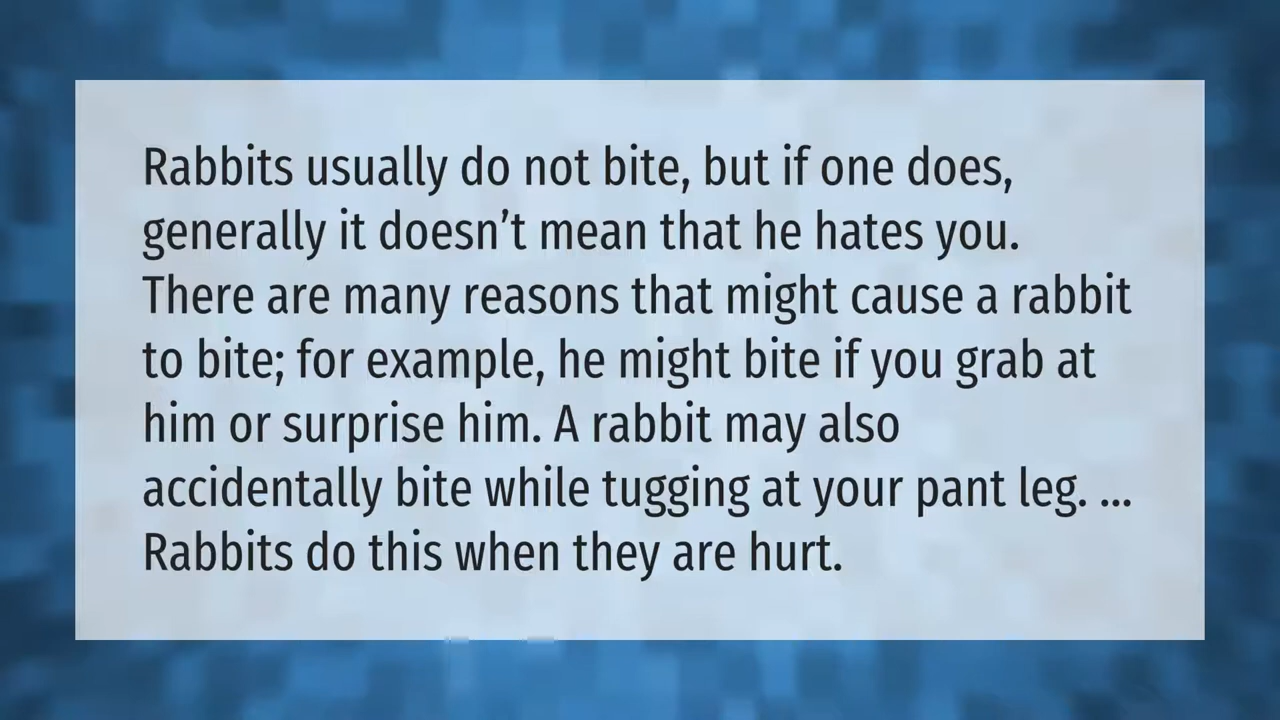 Rabbits usually do not bite, but if one does,
generally it doesn’t mean that he hates you.
There are many reasons that might cause a rabbit
to bite; for example, he might bite if you grab at
him or surprise him. A rabbit may also
accidentally bite while tugging at your pant leg. ...
Rabbits do this when they are hurt.